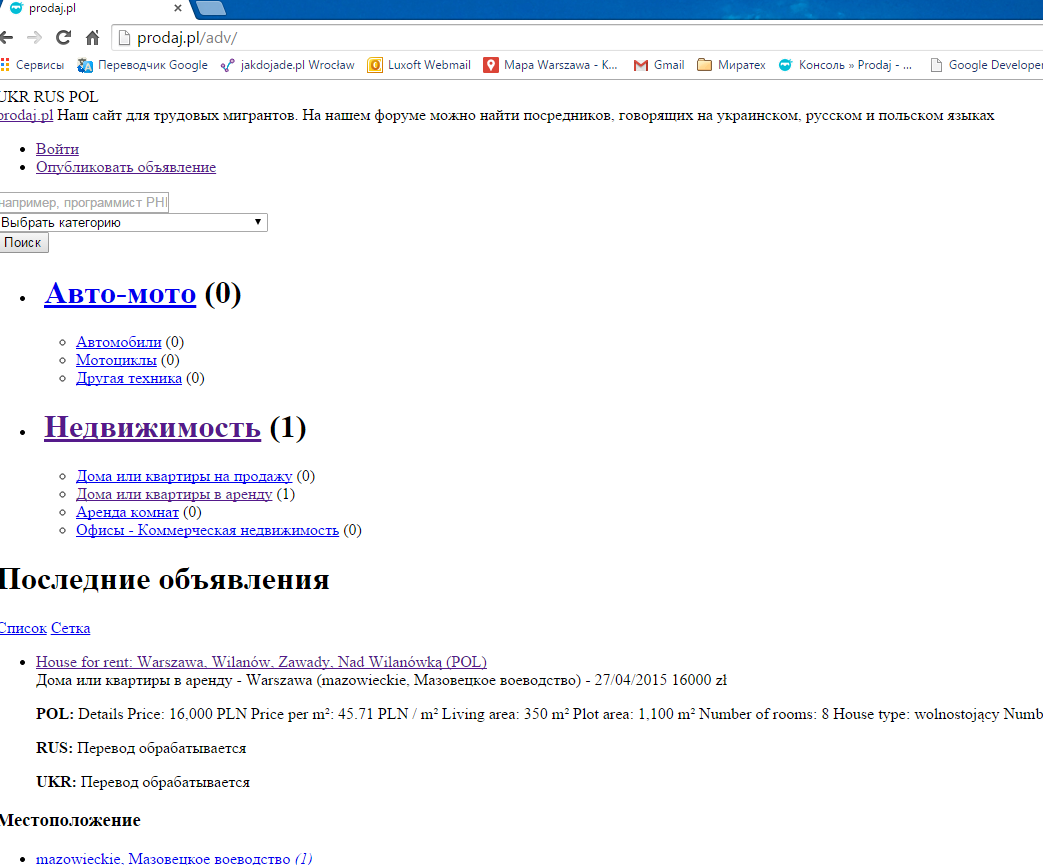 prodaj.pl
prodaj.pl/adv/
Сервисы Переводчик Google jakdojade.pl Wrocław Luxoft Webmail Mapa Warszawa - K... Gmail Миратех Консоль » Prodaj - ... Google Developer
UKR RUS POL
prodaj.pl Наш сайт для трудовых мигрантов. На нашем форуме можно найти посредников, говорящих на украинском, русском и польском языках
Войти
Опубликовать объявление
например, программист PHP
Выбрать категорию
Поиск
Авто-мото (0)
Автомобили (0)
Мотоциклы (0)
Другая техника (0)
Недвижимость (1)
Дома или квартиры на продажу (0)
Дома или квартиры в аренду (1)
Аренда комнат (0)
Офисы - Коммерческая недвижимость (0)
Последние объявления
Список Сетка
House for rent: Warszawa, Wilanów, Zawady, Nad Wilanówką (POL)
Дома или квартиры в аренду - Warszawa (mazowieckie, Мазовецкое воеводство) - 27/04/2015 16000 zł
POL: Details Price: 16,000 PLN Price per m²: 45.71 PLN / m² Living area: 350 m² Plot area: 1,100 m² Number of rooms: 8 House type: wolnostojący Numb
RUS: Перевод обрабатывается
UKR: Перевод обрабатывается
Местоположение
mazowieckie, Мазовецкое воеводство (1)